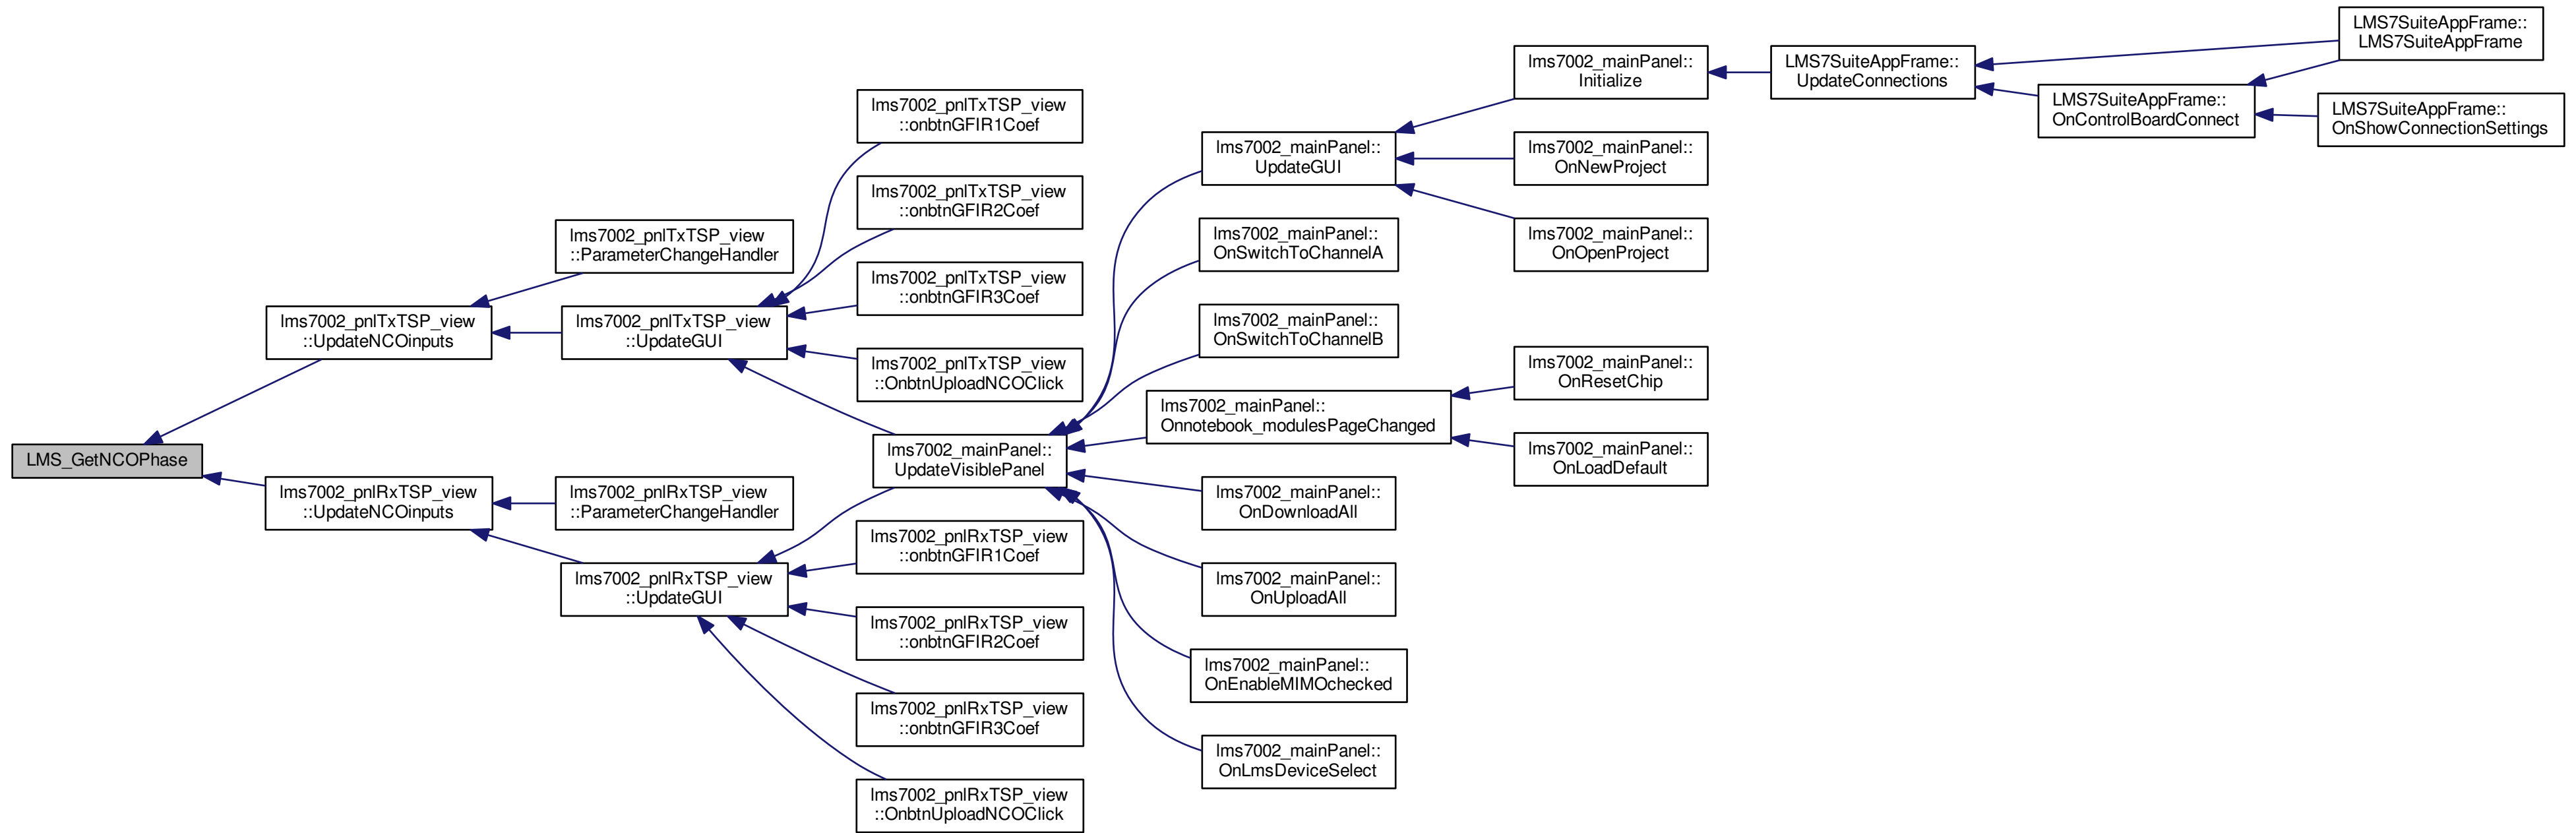 LMS_GetNCOPhase
lms7002_pnlTxTSP_view
::UpdateNCOinputs
lms7002_pnlRxTSP_view
::UpdateNCOinputs
lms7002_pnlTxTSP_view
::ParameterChangeHandler
lms7002_pnlTxTSP_view
::UpdateGUI
lms7002_pnlRxTSP_view
::ParameterChangeHandler
lms7002_pnlRxTSP_view
::UpdateGUI
lms7002_pnlTxTSP_view
::onbtnGFIR1Coef
lms7002_pnlTxTSP_view
::onbtnGFIR2Coef
lms7002_pnlTxTSP_view
::onbtnGFIR3Coef
lms7002_pnlTxTSP_view
::OnbtnUploadNCOClick
lms7002_mainPanel::
UpdateVisiblePanel
lms7002_pnlRxTSP_view
::onbtnGFIR1Coef
lms7002_pnlRxTSP_view
::onbtnGFIR2Coef
lms7002_pnlRxTSP_view
::onbtnGFIR3Coef
lms7002_pnlRxTSP_view
::OnbtnUploadNCOClick
lms7002_mainPanel::
UpdateGUI
lms7002_mainPanel::
OnSwitchToChannelA
lms7002_mainPanel::
OnSwitchToChannelB
lms7002_mainPanel::
Onnotebook_modulesPageChanged
lms7002_mainPanel::
OnDownloadAll
lms7002_mainPanel::
OnUploadAll
lms7002_mainPanel::
OnEnableMIMOchecked
lms7002_mainPanel::
OnLmsDeviceSelect
lms7002_mainPanel::
Initialize
lms7002_mainPanel::
OnNewProject
lms7002_mainPanel::
OnOpenProject
lms7002_mainPanel::
OnResetChip
lms7002_mainPanel::
OnLoadDefault
LMS7SuiteAppFrame::
UpdateConnections
LMS7SuiteAppFrame::
OnControlBoardConnect
LMS7SuiteAppFrame::
LMS7SuiteAppFrame
LMS7SuiteAppFrame::
OnShowConnectionSettings